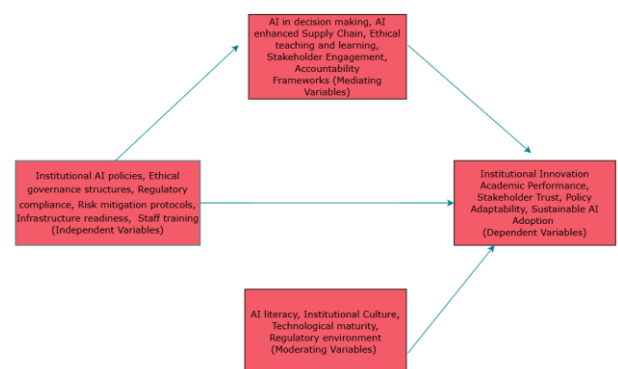 AI in decision making, AI
enhanced Supply Chain, Ethical
teaching and learning,
Stakeholder Engagement,
Accountability
Frameworks (Mediating
Variables)
Institutional AI policies, Ethical
governance structures, Regulatory
compliance, Risk mitigation protocols,
Infrastructure readiness, Staff training
(Independent Variables)
Institutional Innovation
Academic Performance,
Stakeholder Trust, Policy
Adaptability, Sustainable AI
Adoption
(Dependent Variables)
AI literacy, Institutional Culture,
Technological maturity,
Regulatory environment
(Moderating Variables)